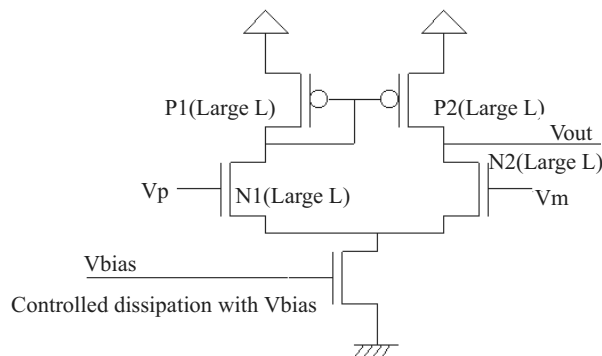 P1(Large L)
P2(Large L)
Vout
N2(Large L)
Vp
N1(Large L)
Vm
Vbias
Controlled dissipation with Vbias